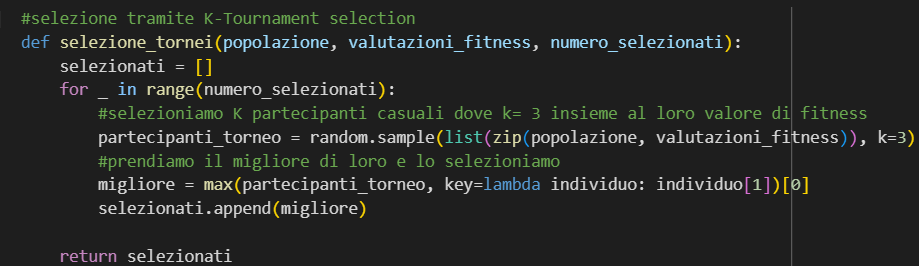 #selezione tramite K-Tournament selection
def selezione_tornei(popolazione, valutazioni_fitness, numero_selezionati):
    selezionati = []
    for _ in range(numero_selezionati):
        #selezioniamo K partecipanti casuali dove k= 3 insieme al loro valore di fitness
        partecipanti_torneo = random.sample(list(zip(popolazione, valutazioni_fitness)), k=3)
        #prendiamo il migliore di loro e lo selezioniamo
        migliore = max(partecipanti_torneo, key=lambda individuo: individuo[1])[0]
        selezionati.append(migliore)

    return selezionati